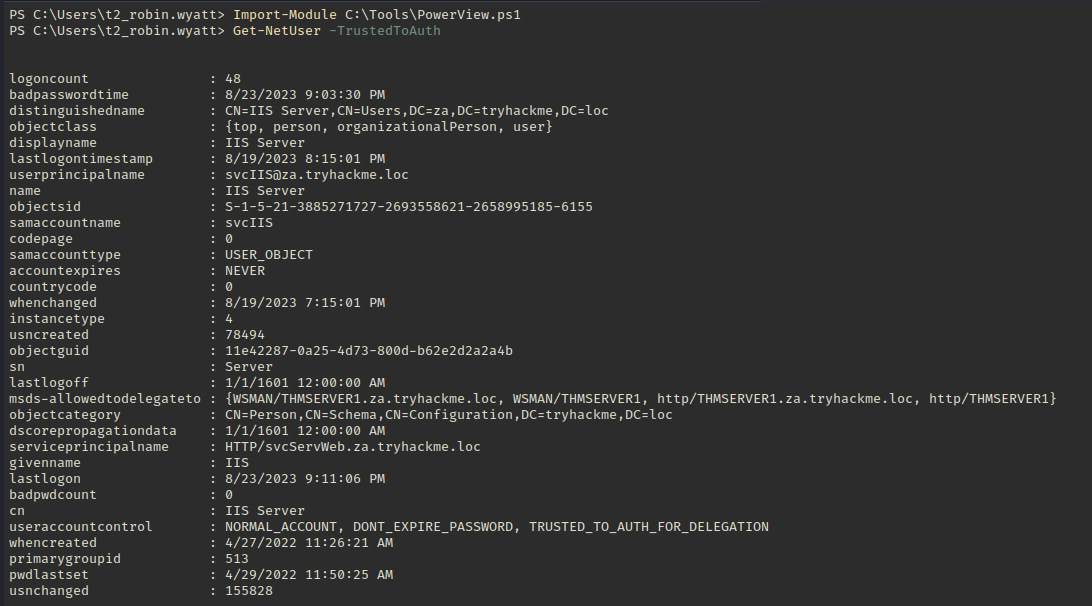 PS C:\Users\t2_robin.wyatt> Import-Module C:\Tools\PowerView.ps1
PS C:\Users\t2_robin.wyatt> Get-NetUser -TrustedToAuth
logoncount : 48
badpasswordtime : 8/23/2023 9:03:30 PM
distinguishedname : CN=IIS Server,CN=Users,DC=za,DC=tryhackme,DC=loc
objectclass : {top, person, organizationalPerson, user}
displayname : IIS Server
lastlogontimestamp : 8/19/2023 8:15:01 PM
userprincipalname : svcIIS@za.tryhackme.loc
name : IIS Server
objectsid : S-1-5-21-3885271727-2693558621-2658995185-6155
samaccountname : svcIIS
codepage : 0
samaccounttype : USER_OBJECT
accountexpires : NEVER
countrycode : 0
whenchanged : 8/19/2023 7:15:01 PM
instancetype : 4
usncreated : 78494
objectguid : 11e42287-0a25-4d73-800d-b62e2d2a2a4b
sn : Server
lastlogoff : 1/1/1601 12:00:00 AM
msds-allowedtodelegateto : {WSMAN/THMSERVER1.za.tryhackme.loc, WSMAN/THMSERVER1, http/THMSERVER1.za.tryhackme.loc, http/THMSERVER1}
objectcategory : CN=Person,CN=Schema,CN=Configuration,DC=tryhackme,DC=loc
dscorepropagationdata : 1/1/1601 12:00:00 AM
serviceprincipalname : HTTP/svcServWeb.za.tryhackme.loc
givenname : IIS
lastlogon : 8/23/2023 9:11:06 PM
badpwdcount : 0
cn : IIS Server
useraccountcontrol : NORMAL_ACCOUNT, DONT_EXPIRE_PASSWORD, TRUSTED_TO_AUTH_FOR_DELEGATION
whencreated : 4/27/2022 11:26:21 AM
primarygroupid : 513
pwdlastset : 4/29/2022 11:50:25 AM
usnchanged : 155828